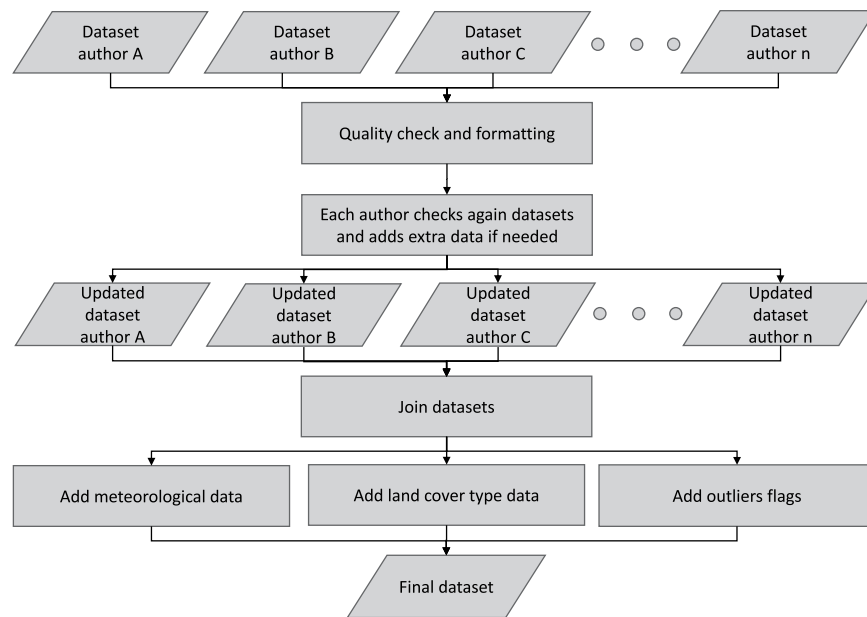 Dataset
author A
Dataset
author B
Dataset
author C
Dataset
author n
Quality check and formatting
Each author checks again datasets
and adds extra data if needed
Updated
dataset
author A
Updated
dataset
author B
Updated
dataset
author C
Updated
dataset
author n
Join datasets
Add meteorological data
Add land cover type data
Add outliers flags
Final dataset